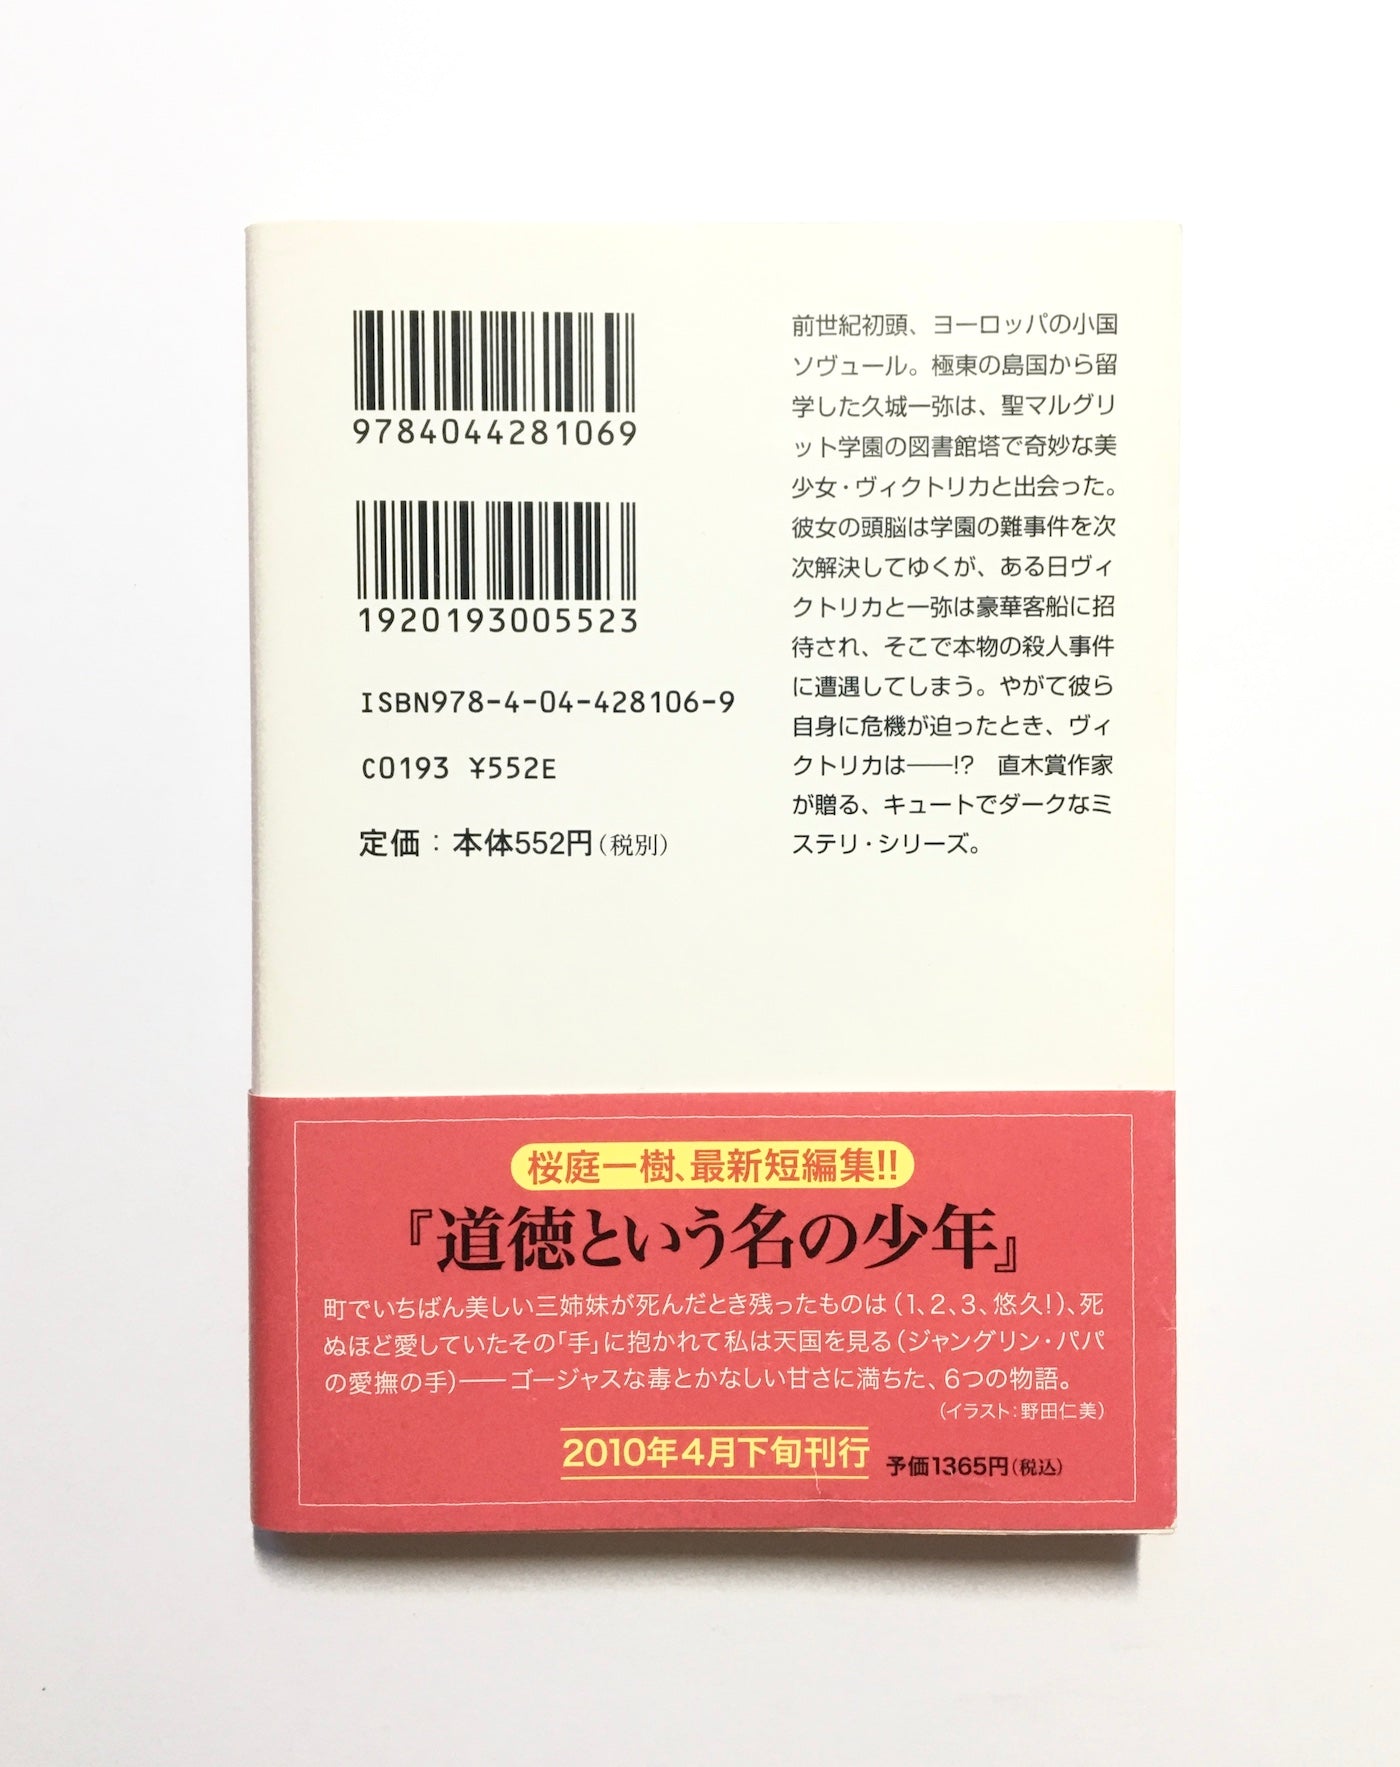 9784044281069
1920193005523
ISBN978-4-04-428106-9
C0193 ¥552E
定価：本体552円（税別）
前世紀初頭、ヨーロッパの小国
ソヴュール。極東の島国から留
学した久城一弥は、聖マルグリ
ット学園の図書館塔で奇妙な美
少女・ヴィクトリカと出会った。
彼女の頭脳は学園の難事件を次
次解決してゆくが、ある日ヴィ
クトリカと一弥は豪華客船に招
待され、そこで本物の殺人事件
に遭遇してしまう。やがて彼ら
自身に危機が迫ったとき、ヴィ
クトリカは――!?　直木賞作家
が贈る、キュートでダークなミ
ステリ・シリーズ。
桜庭一樹、最新短編集!!
『道徳という名の少年』
町でいちばん美しい三姉妹が死んだとき残ったものは（1、2、3、悠久！）、死
ぬほど愛していたその「手」に抱かれて私は天国を見る（ジャングリン・パパ
の愛撫の手）――ゴージャスな毒とかなしい甘さに満ちた、6つの物語。
（イラスト：野田仁美）
2010年4月下旬刊行 予価1365円（税込）